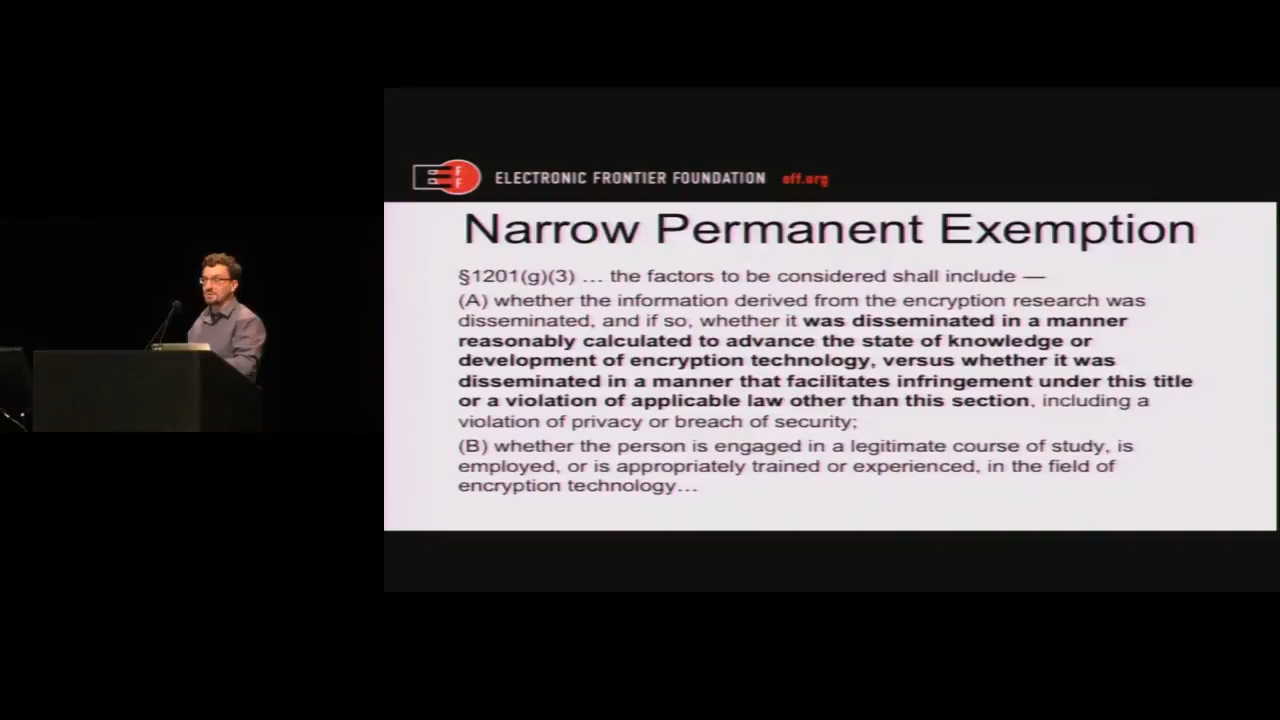 EFF
ELECTRONIC FRONTIER FOUNDATION eff.org
Narrow Permanent Exemption
§1201(g)(3) … the factors to be considered shall include —
(A) whether the information derived from the encryption research was
disseminated, and if so, whether it was disseminated in a manner
reasonably calculated to advance the state of knowledge or
development of encryption technology, versus whether it was
disseminated in a manner that facilitates infringement under this title
or a violation of applicable law other than this section, including a
violation of privacy or breach of security;
(B) whether the person is engaged in a legitimate course of study, is
employed, or is appropriately trained or experienced, in the field of
encryption technology…